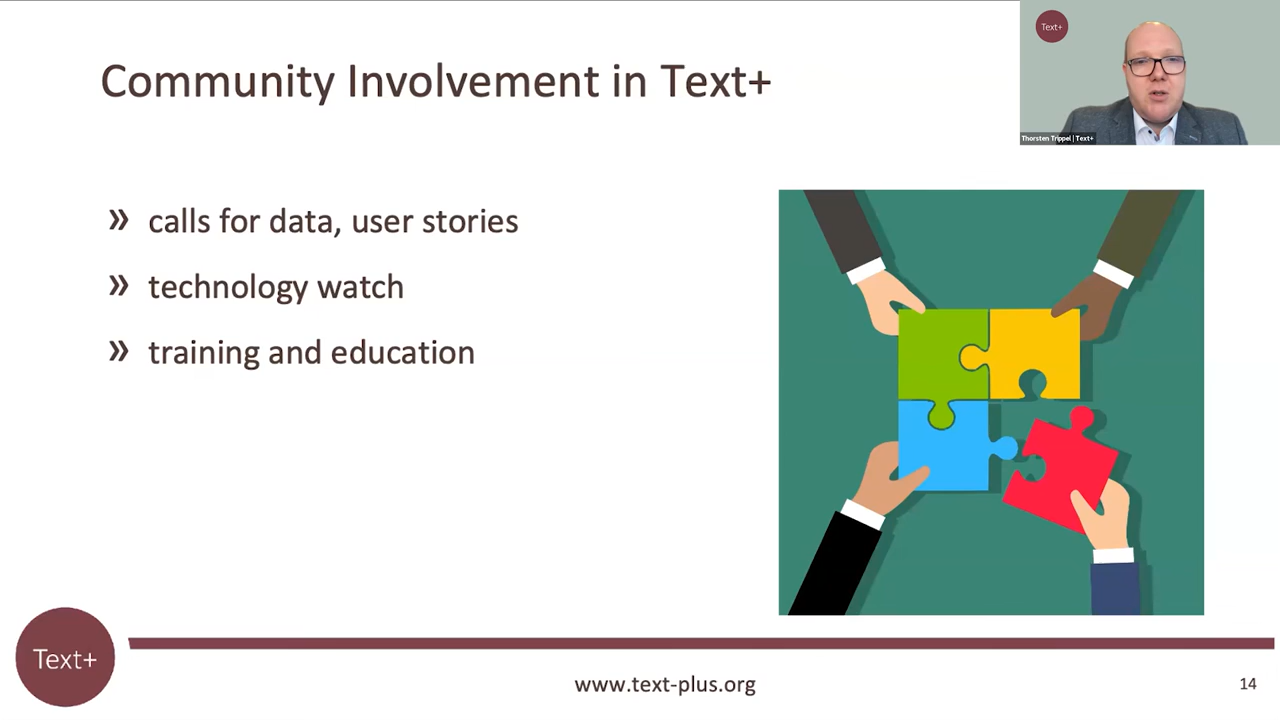 Community Involvement in Text+
Text+
Thorsten Trippel | Text+
» calls for data, user stories
» technology watch
» training and education
Text+
www.text-plus.org
14